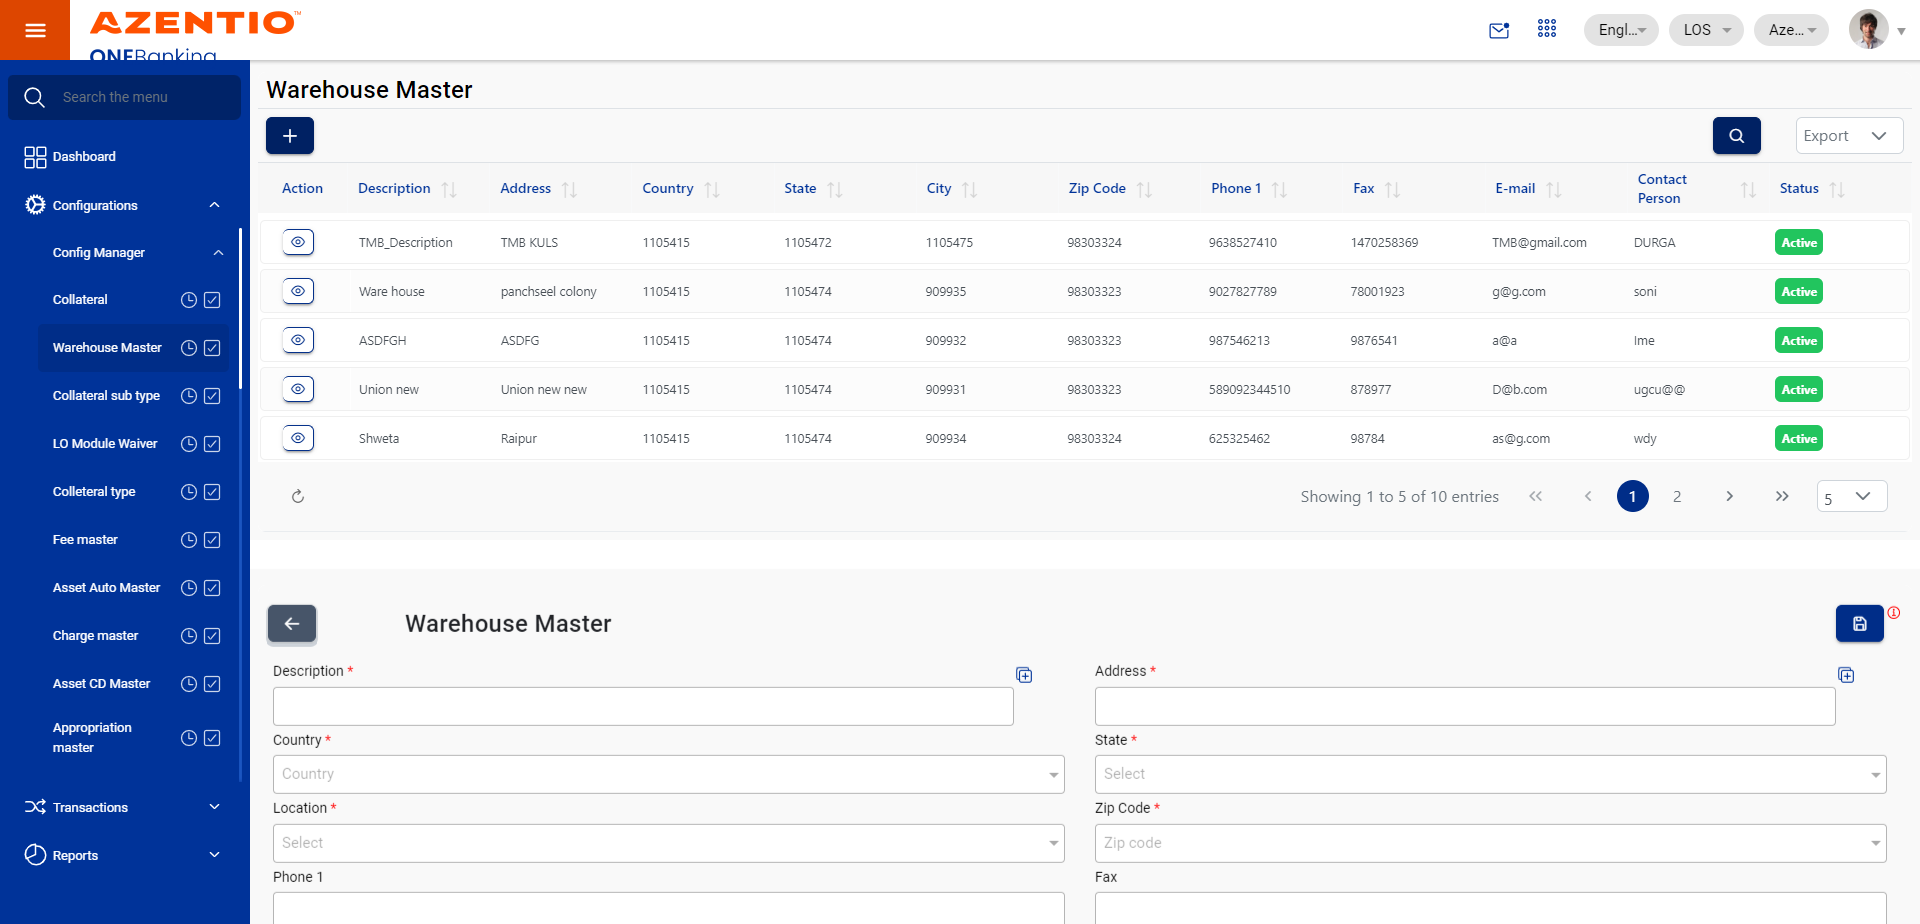 AZENTIO™
ONEBanking
Engl...
LOS
Aze...
Search the menu
Dashboard
Configurations
Config Manager
Collateral
Warehouse Master
Collateral sub type
LO Module Waiver
Colleteral type
Fee master
Asset Auto Master
Charge master
Asset CD Master
Appropriation
master
Transactions
Reports
Warehouse Master
Export
Action Description Address Country State City Zip Code Phone 1 Fax E-mail Contact Person Status
TMB_Description TMB KULS 1105415 1105472 1105475 98303324 9638527410 1470258369 TMB@gmail.com DURGA Active
Ware house panchseel colony 1105415 1105474 909935 98303323 9027827789 78001923 g@g.com soni Active
ASDFGH ASDFG 1105415 1105474 909932 98303323 987546213 9876541 a@a lme Active
Union new Union new new 1105415 1105474 909931 98303323 589092344510 878977 D@b.com ugcu@@ Active
Shweta Raipur 1105415 1105474 909934 98303324 625325462 98784 as@g.com wdy Active
Showing 1 to 5 of 10 entries 1 2 5
Warehouse Master
Description * Address *
Country * State *
Country Select
Location * Zip Code *
Select Zip code
Phone 1 Fax